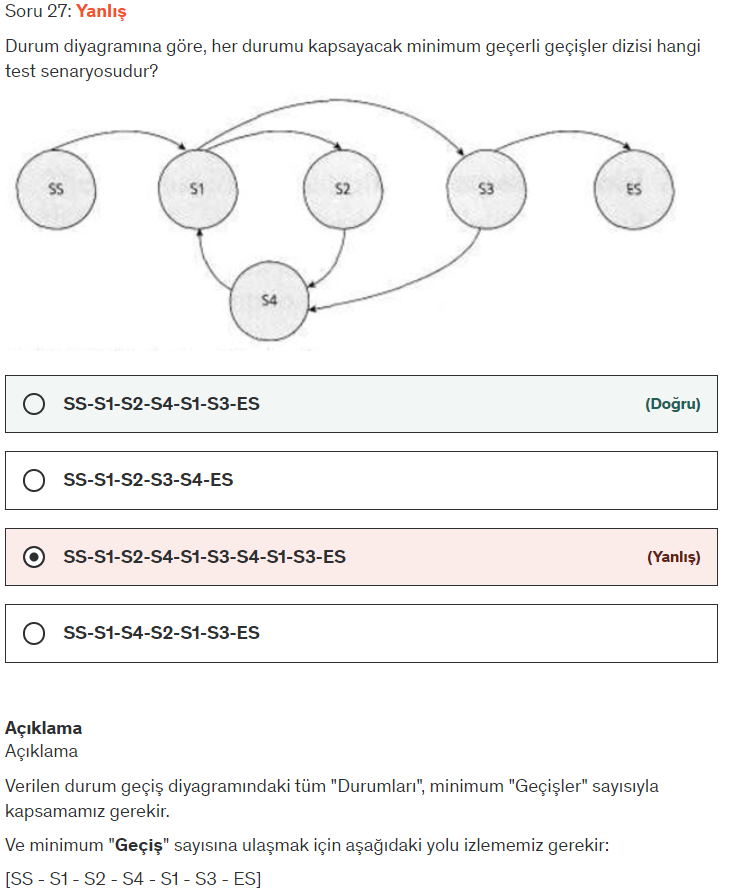 Soru 27: Yanlış
Durum diyagramına göre, her durumu kapsayacak minimum geçerli geçişler dizisi hangi
test senaryosudur?
SS
S1
S2
S3
ES
S4
SS-S1-S2-S4-S1-S3-ES
(Doğru)
SS-S1-S2-S3-S4-ES
SS-S1-S2-S4-S1-S3-S4-S1-S3-ES
(Yanlış)
SS-S1-S4-S2-S1-S3-ES
Açıklama
Açıklama
Verilen durum geçiş diyagramındaki tüm "Durumları", minimum "Geçişler" sayısıyla
kapsamamız gerekir.
Ve minimum "Geçiş" sayısına ulaşmak için aşağıdaki yolu izlememiz gerekir:
[SS - S1 - S2 - S4 - S1 - S3 - ES]